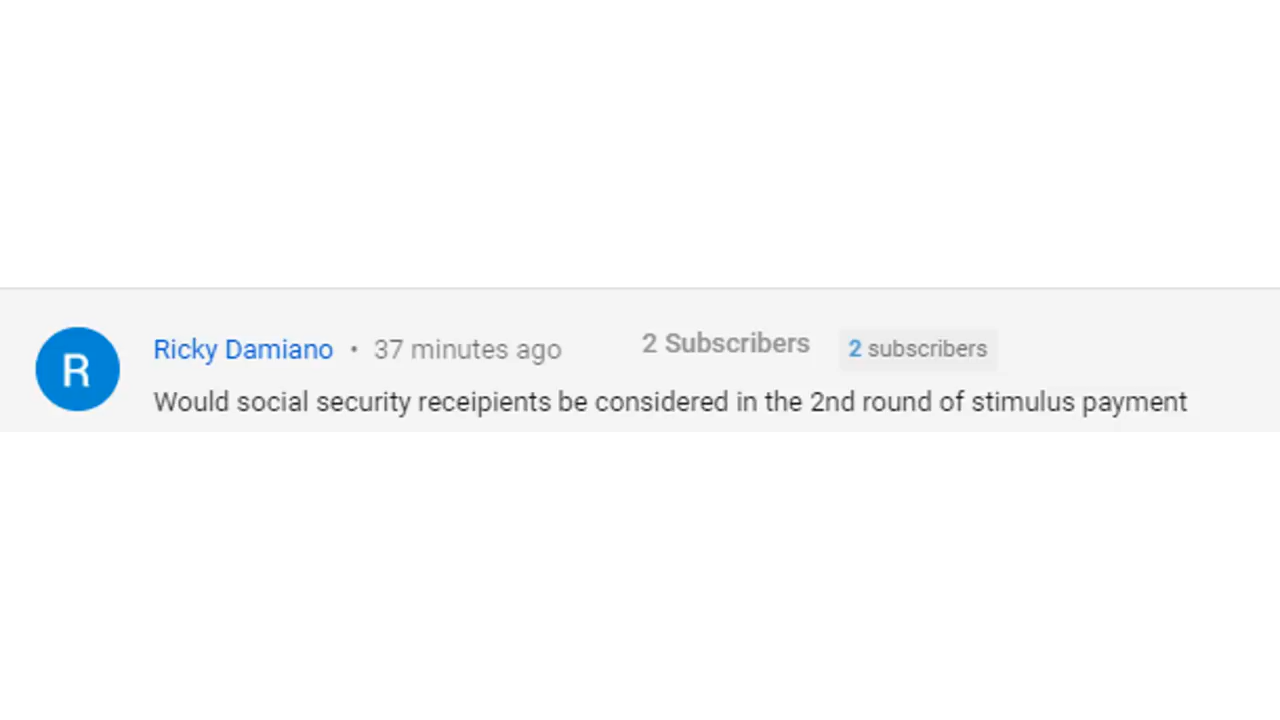 R
Ricky Damiano • 37 minutes ago 2 Subscribers 2 subscribers
Would social security receipients be considered in the 2nd round of stimulus payment